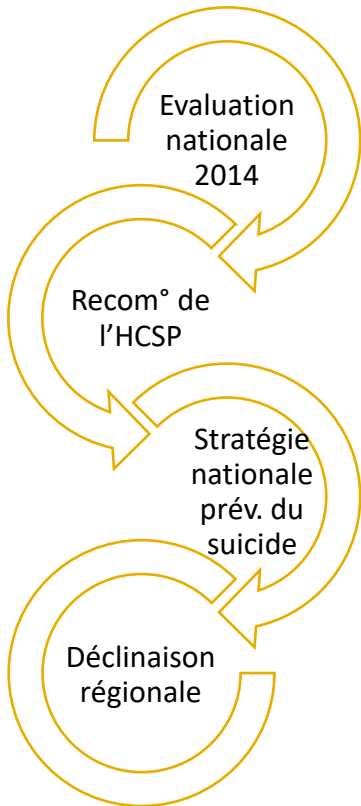 Evaluation
nationale
2014
Recom° de
l’HCSP
Stratégie
nationale
prév. du
suicide
Déclinaison
régionale